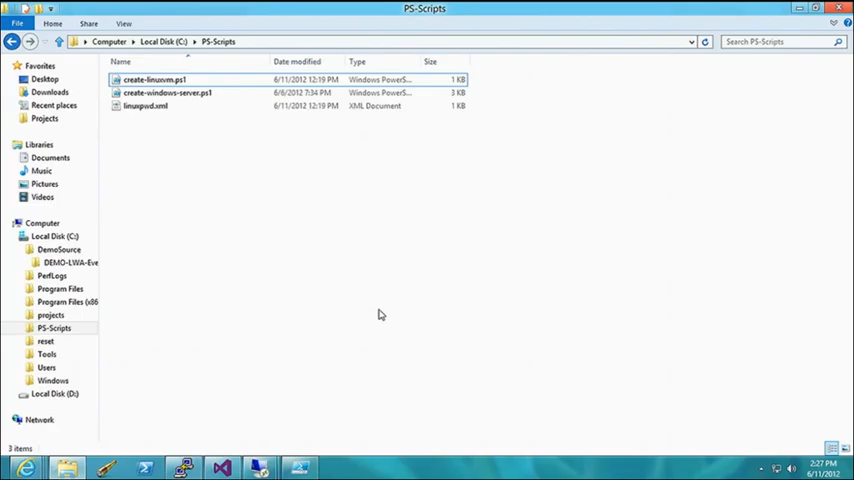 PS-Scripts
File Home Share View
Computer Local Disk (C:) PS-Scripts Search PS-Scripts
Name Date modified Type Size
create-linuxvm.ps1 6/11/2012 12:19 PM Windows PowerS... 1 KB
create-windows-server.ps1 6/6/2012 7:34 PM Windows PowerS... 3 KB
linuxpwd.xml 6/11/2012 12:19 PM XML Document 1 KB
Favorites
Desktop
Downloads
Recent places
Projects
Libraries
Documents
Music
Pictures
Videos
Computer
Local Disk (C:)
DemoSource
DEMO-LWA-Eve
PerfLogs
Program Files
Program Files (x86
projects
PS-Scripts
reset
Tools
Users
Windows
Local Disk (D:)
Network
3 items
2:27 PM
6/11/2012